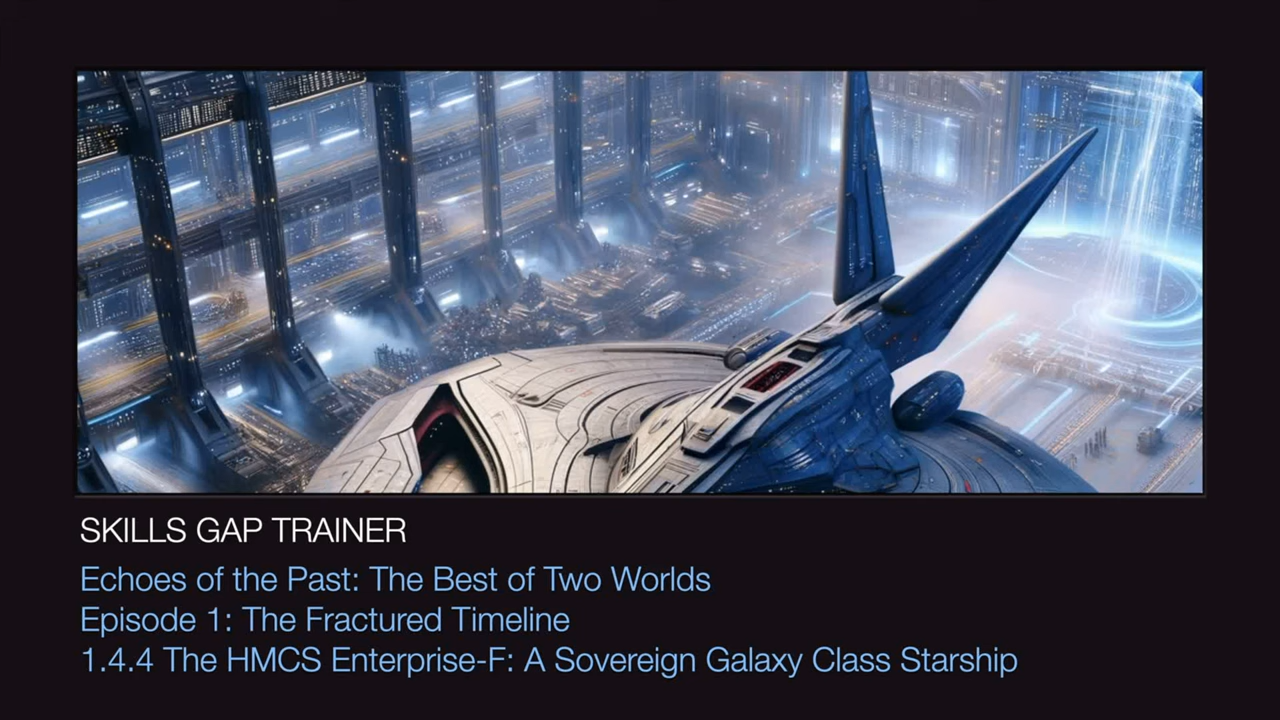 SKILLS GAP TRAINER
Echoes of the Past: The Best of Two Worlds
Episode 1: The Fractured Timeline
1.4.4 The HMCS Enterprise-F: A Sovereign Galaxy Class Starship